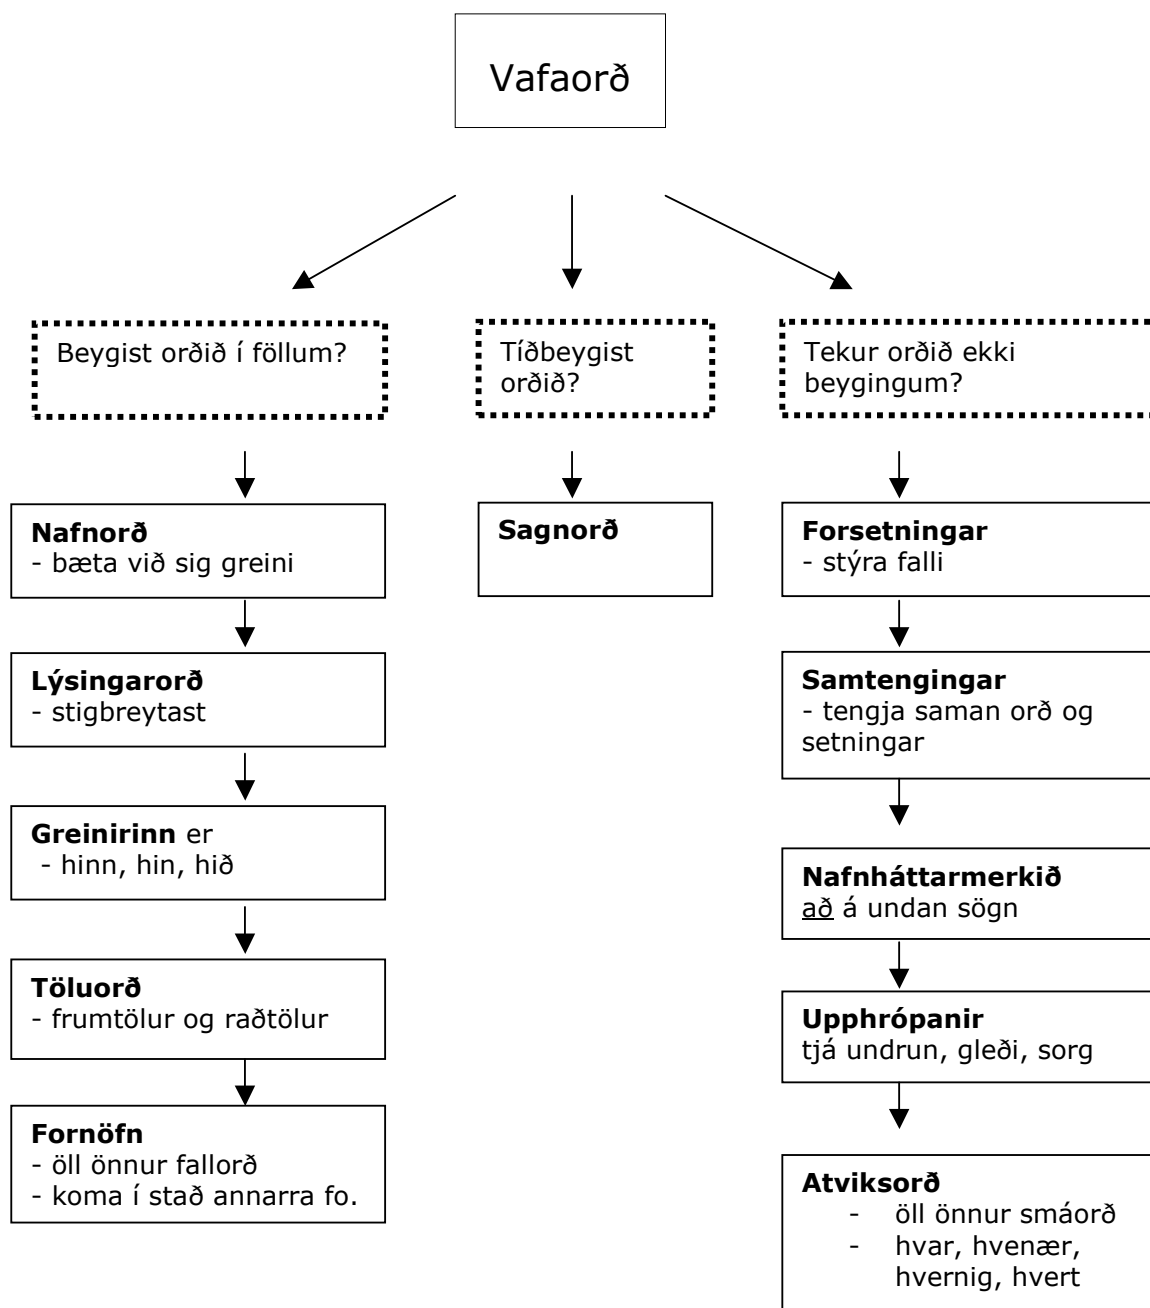 Vafaorð
Beygist orðið í föllum?
Tíðbeygist
orðið?
Tekur orðið ekki
beygingum?
Nafnorð
- bæta við sig greini
Lýsingarorð
- stigbreytast
Greinirinn er
- hinn, hin, hið
Töluorð
- frumtölur og raðtölur
Fornöfn
- öll önnur fallorð
- koma í stað annarra fo.
Sagnorð
Forsetningar
- stýra falli
Samtengingar
- tengja saman orð og
setningar
Nafnháttarmerkið
að á undan sögn
Upphrópanir
tjá undrun, gleði, sorg
Atviksorð
- öll önnur smáorð
- hvar, hvenær,
hvernig, hvert